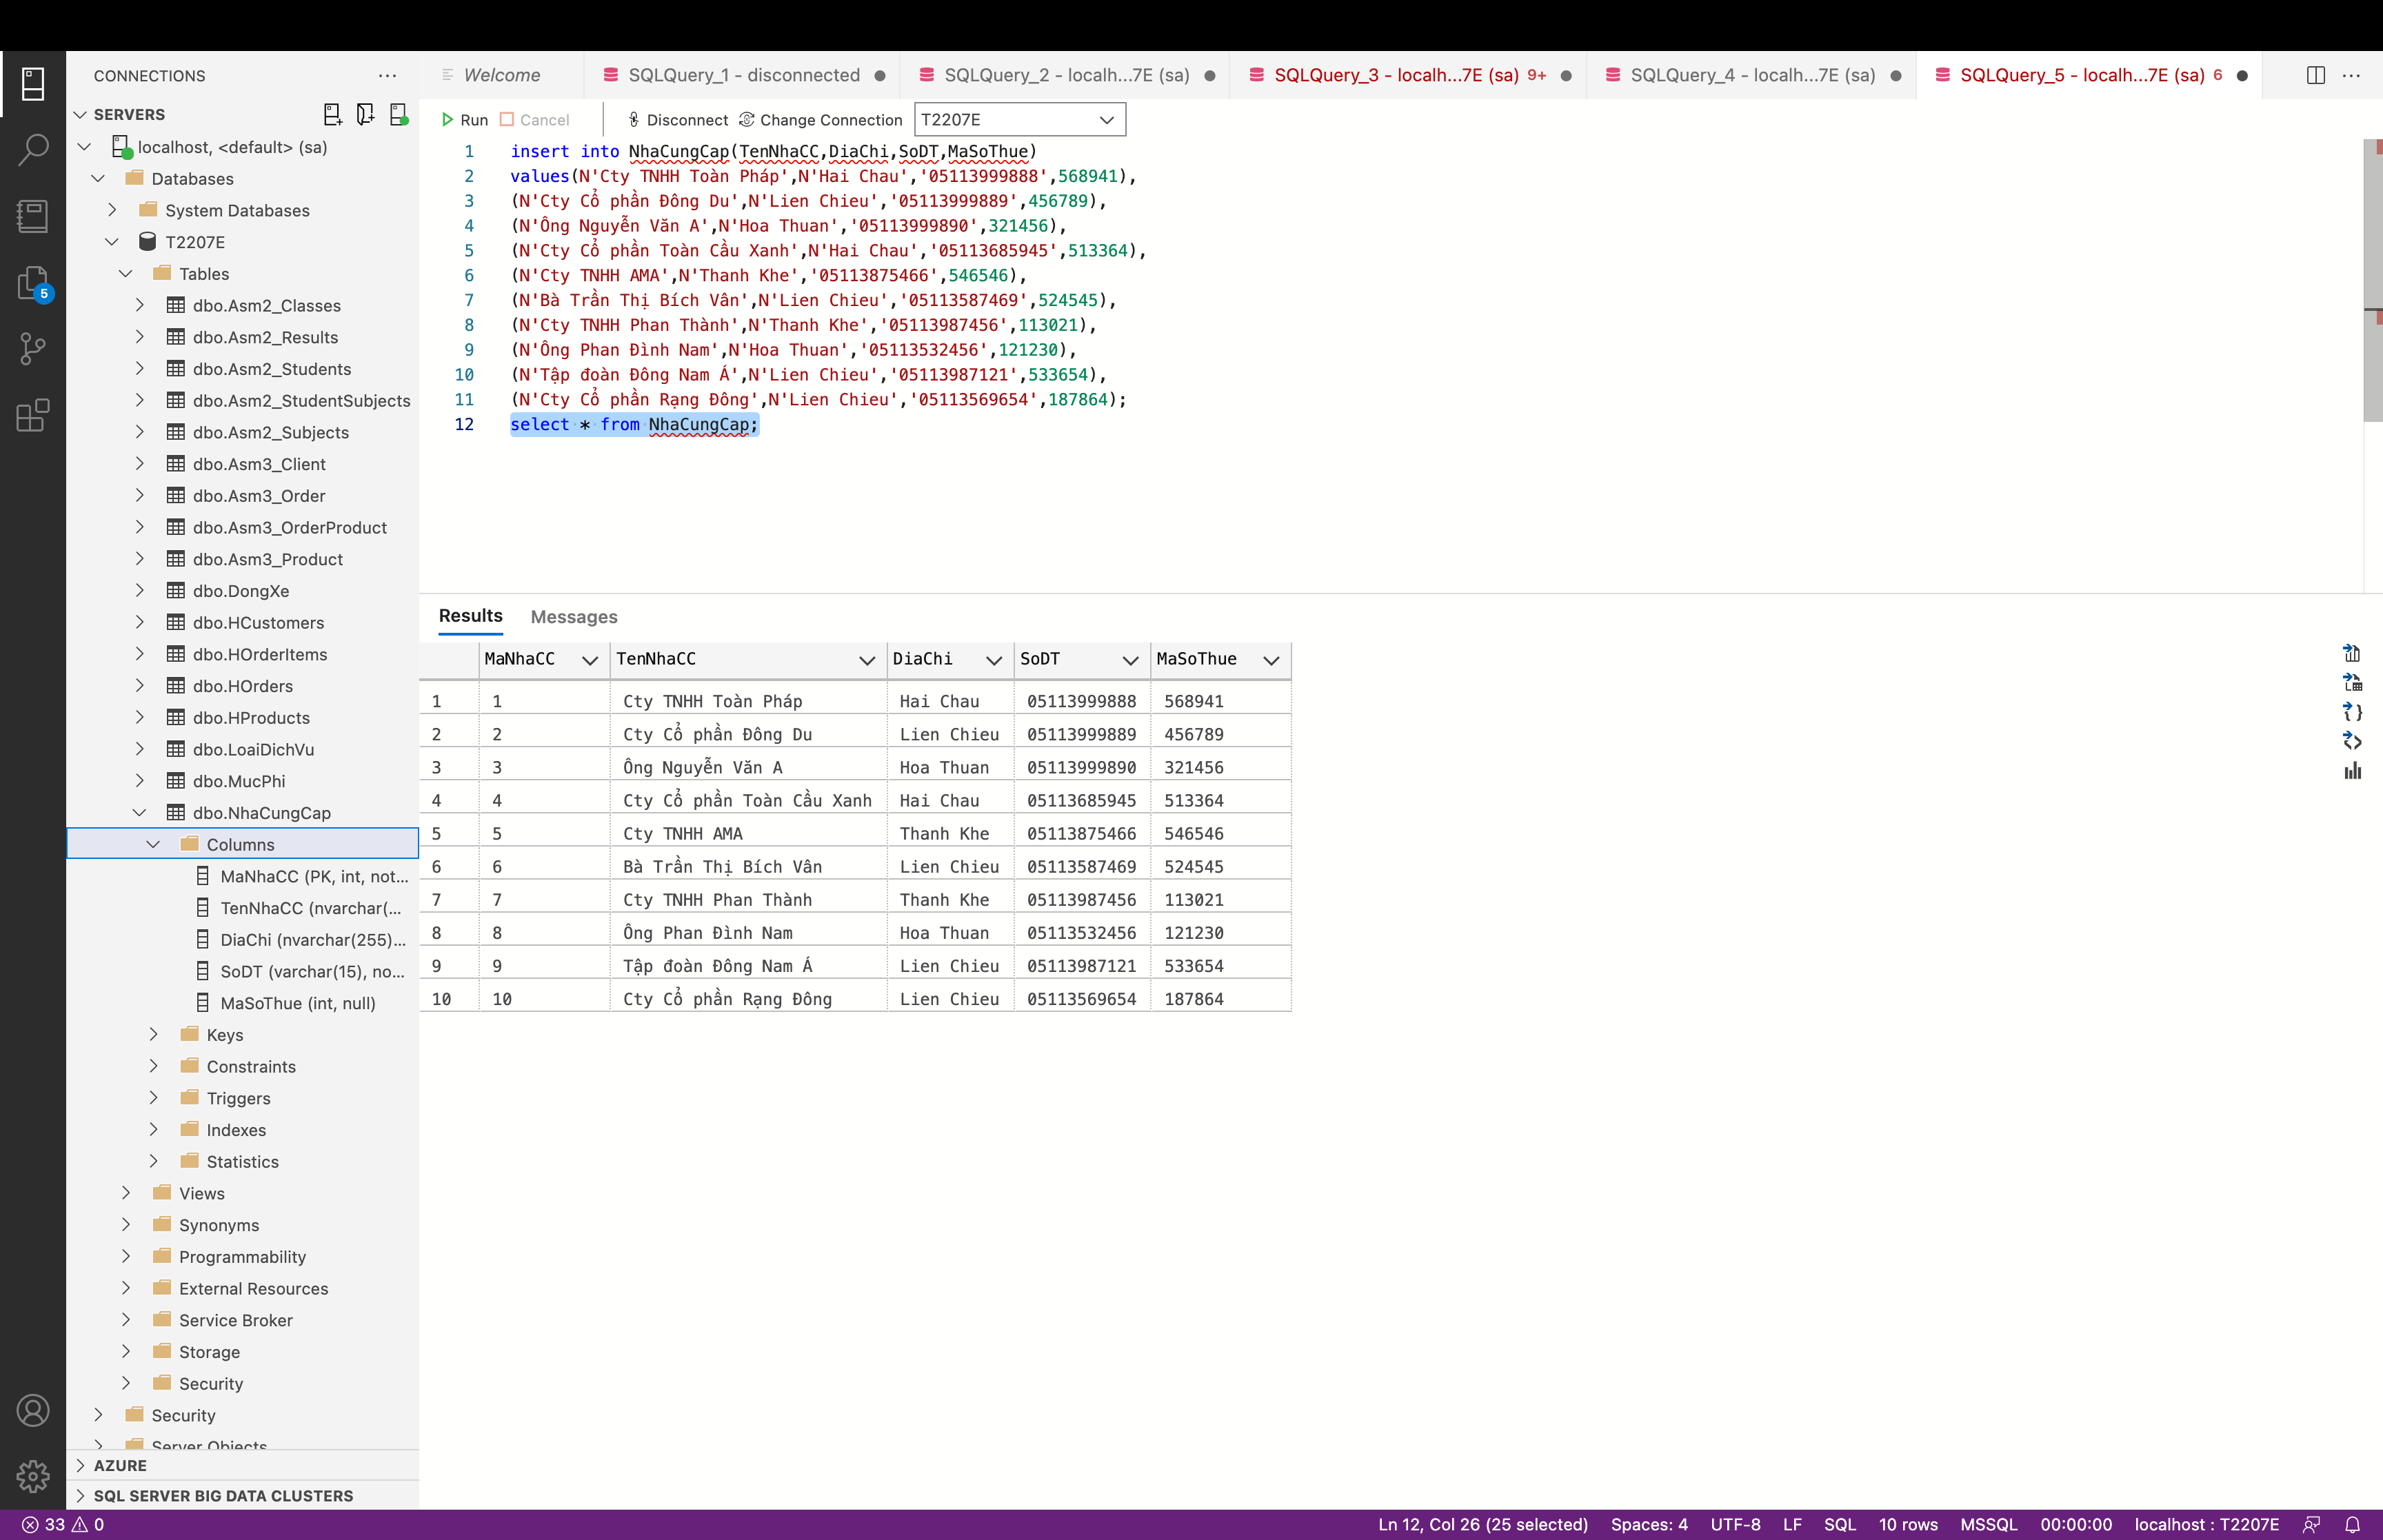 CONNECTIONS
SERVERS
localhost, <default> (sa)
Databases
System Databases
T2207E
Tables
dbo.Asm2_Classes
dbo.Asm2_Results
dbo.Asm2_Students
dbo.Asm2_StudentSubjects
dbo.Asm2_Subjects
dbo.Asm3_Client
dbo.Asm3_Order
dbo.Asm3_OrderProduct
dbo.Asm3_Product
dbo.DongXe
dbo.HCustomers
dbo.HOrderItems
dbo.HOrders
dbo.HProducts
dbo.LoaiDichVu
dbo.MucPhi
dbo.NhaCungCap
Columns
MaNhaCC (PK, int, not...
TenNhaCC (nvarchar(...
DiaChi (nvarchar(255)...
SoDT (varchar(15), no...
MaSoThue (int, null)
Keys
Constraints
Triggers
Indexes
Statistics
Views
Synonyms
Programmability
External Resources
Service Broker
Storage
Security
Security
Server Objects
AZURE
SQL SERVER BIG DATA CLUSTERS
5
Welcome SQLQuery_1 - disconnected SQLQuery_2 - localh...7E (sa) SQLQuery_3 - localh...7E (sa) 9+ SQLQuery_4 - localh...7E (sa) SQLQuery_5 - localh...7E (sa) 6
Run Cancel Disconnect Change Connection T2207E
1 insert into NhaCungCap(TenNhaCC,DiaChi,SoDT,MaSoThue)
2 values(N'Cty TNHH Toàn Pháp',N'Hai Chau','05113999888',568941),
3 (N'Cty Cổ phần Đông Du',N'Lien Chieu','05113999889',456789),
4 (N'Ông Nguyễn Văn A',N'Hoa Thuan','05113999890',321456),
5 (N'Cty Cổ phần Toàn Cầu Xanh',N'Hai Chau','05113685945',513364),
6 (N'Cty TNHH AMA',N'Thanh Khe','05113875466',546546),
7 (N'Bà Trần Thị Bích Vân',N'Lien Chieu','05113587469',524545),
8 (N'Cty TNHH Phan Thành',N'Thanh Khe','05113987456',113021),
9 (N'Ông Phan Đình Nam',N'Hoa Thuan','05113532456',121230),
10 (N'Tập đoàn Đông Nam Á',N'Lien Chieu','05113987121',533654),
11 (N'Cty Cổ phần Rạng Đông',N'Lien Chieu','05113569654',187864);
12 select * from NhaCungCap;
Results Messages
MaNhaCC TenNhaCC DiaChi SoDT MaSoThue
1 1 Cty TNHH Toàn Pháp Hai Chau 05113999888 568941
2 2 Cty Cổ phần Đông Du Lien Chieu 05113999889 456789
3 3 Ông Nguyễn Văn A Hoa Thuan 05113999890 321456
4 4 Cty Cổ phần Toàn Cầu Xanh Hai Chau 05113685945 513364
5 5 Cty TNHH AMA Thanh Khe 05113875466 546546
6 6 Bà Trần Thị Bích Vân Lien Chieu 05113587469 524545
7 7 Cty TNHH Phan Thành Thanh Khe 05113987456 113021
8 8 Ông Phan Đình Nam Hoa Thuan 05113532456 121230
9 9 Tập đoàn Đông Nam Á Lien Chieu 05113987121 533654
10 10 Cty Cổ phần Rạng Đông Lien Chieu 05113569654 187864
33 0 Ln 12, Col 26 (25 selected) Spaces: 4 UTF-8 LF SQL 10 rows MSSQL 00:00:00 localhost : T2207E